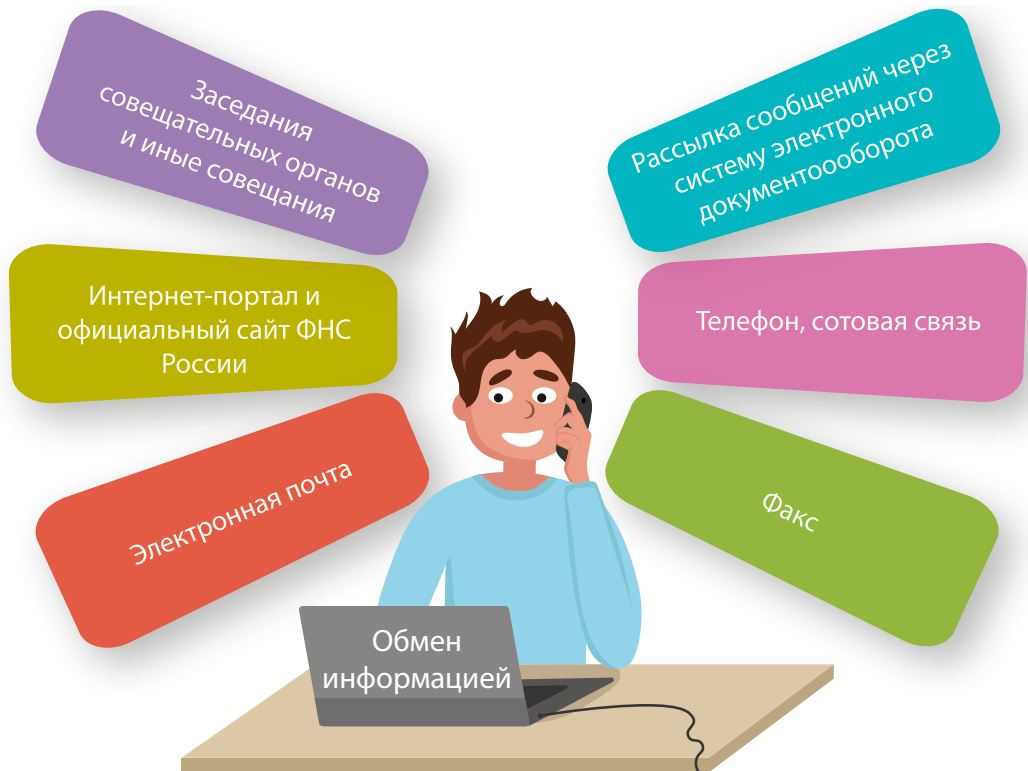 Заседания
совещательных органов
и иные совещания
Рассылка сообщений через
систему электронного
документоооборота
Интернет-портал и
официальный сайт ФНС
России
Телефон, сотовая связь
Электронная почта
Факс
Обмен
информацией